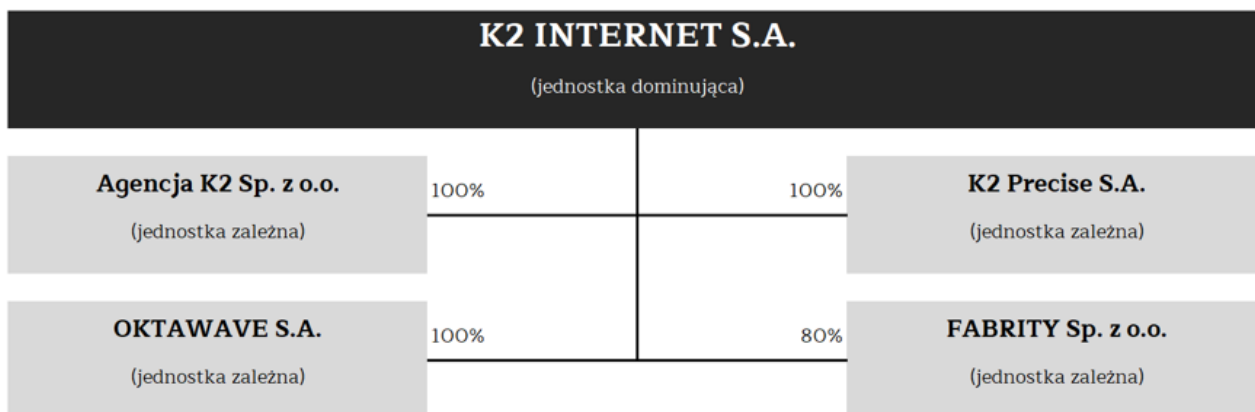 K2 INTERNET S.A.
(jednostka dominująca)
Agencja K2 Sp. z o.o.
(jednostka zależna)
100%
100%
K2 Precise S.A.
(jednostka zależna)
OKTAWAVE S.A.
(jednostka zależna)
100%
80%
FABRITY Sp. z o.o.
(jednostka zależna)